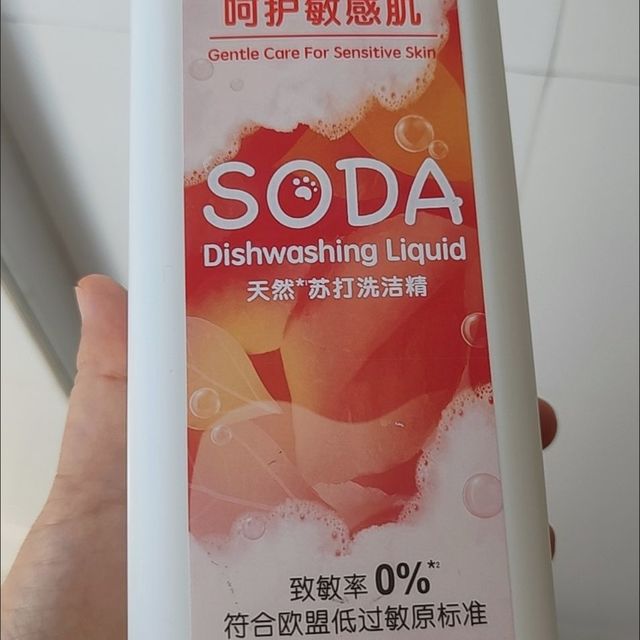 呵护敏感肌
Gentle Care For Sensitive Skin
SODA
Dishwashing Liquid
天然*苏打洗洁精
致敏率 0%*²
符合欧盟低过敏原标准